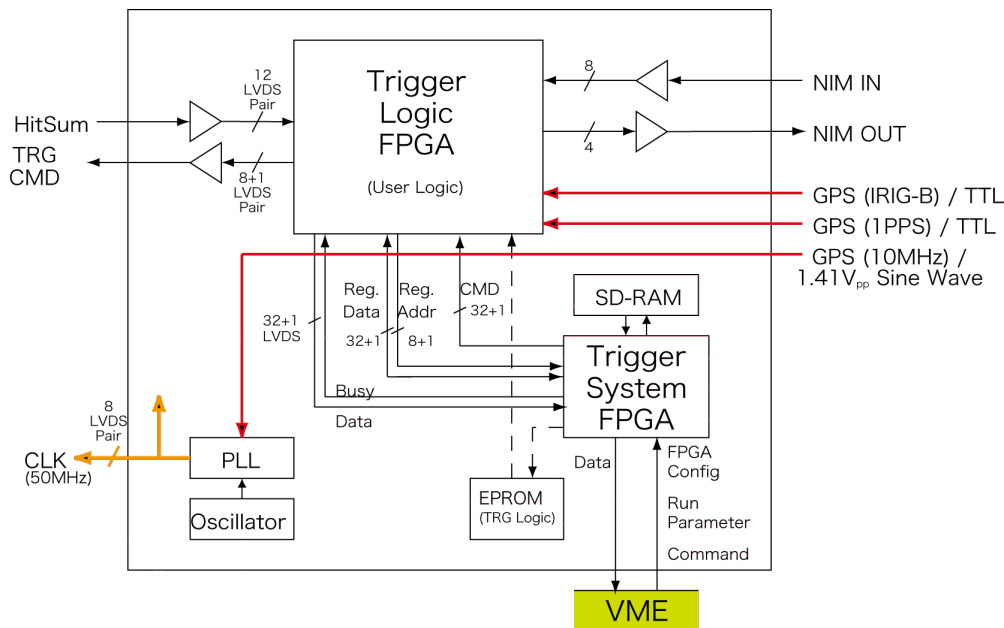 HitSum
TRG
CMD
12
LVDS
Pair
8+1
LVDS
Pair
Trigger
Logic
FPGA
(User Logic)
8
4
NIM IN
NIM OUT
GPS (IRIG-B) / TTL
GPS (1PPS) / TTL
GPS (10MHz) /
1.41Vpp Sine Wave
32+1
LVDS
Reg.
Data
32+1
Reg.
Addr
8+1
CMD
32+1
Busy
Data
SD-RAM
Trigger
System
FPGA
8
LVDS
Pair
CLK
(50MHz)
PLL
Oscillator
EPROM
(TRG Logic)
Data
FPGA
Config
Run
Parameter
Command
VME